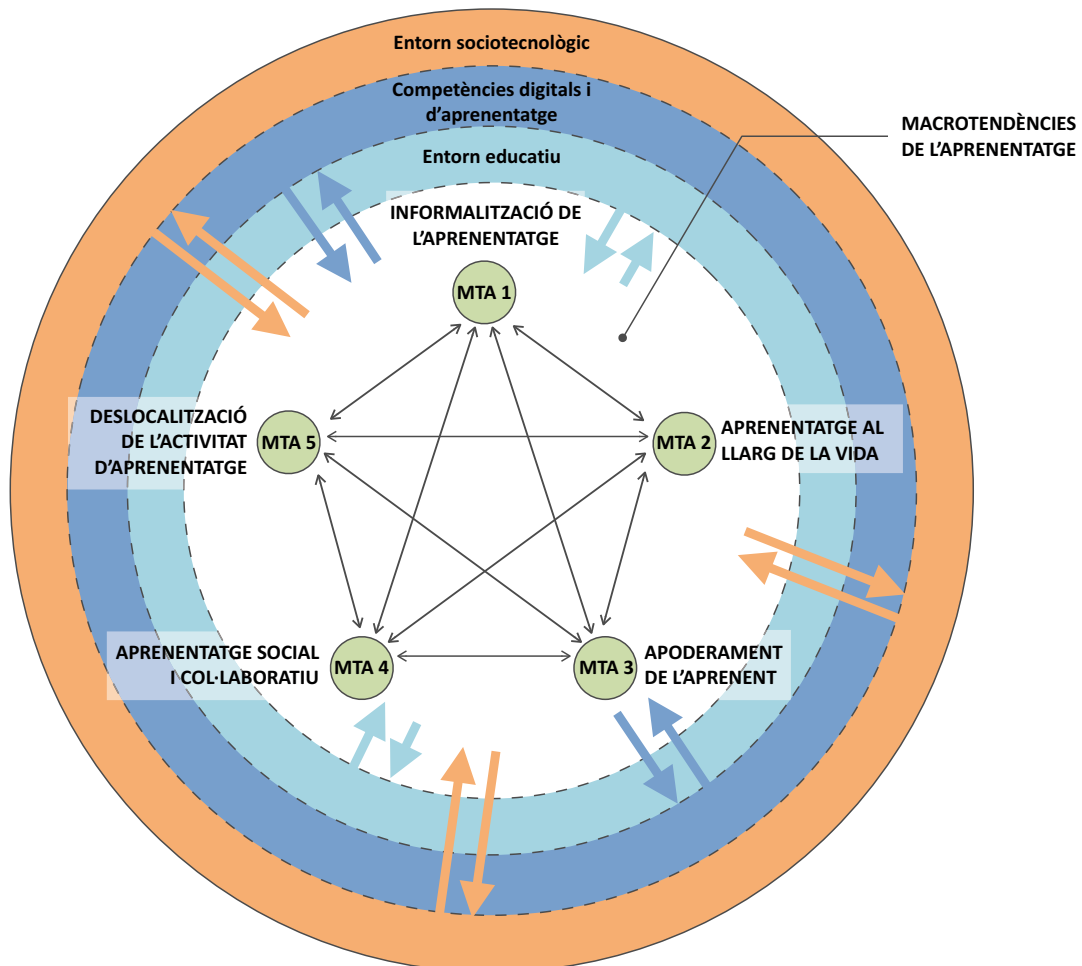 Entorn sociotecnològic
Competències digitals i
d'aprenentatge
Entorn educatiu
MACROTENDÈNCIES
DE L'APRENENTATGE
INFORMALITZACIÓ DE
L'APRENENTATGE
MTA 1
DESLOCALITZACIÓ
DE L'ACTIVITAT
D'APRENENTATGE
MTA 5
MTA 2
APRENENTATGE AL
LLARG DE LA VIDA
APRENENTATGE SOCIAL
I COL·LABORATIU
MTA 4
MTA 3
APODERAMENT
DE L'APRENENT